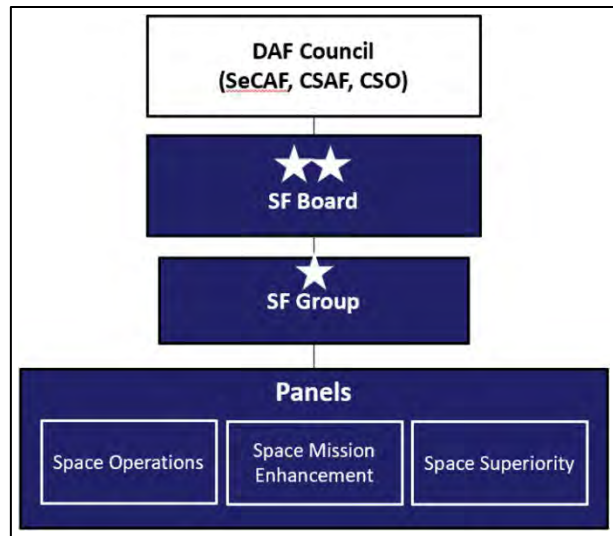 DAF Council
(SeCAF, CSAF, CSO)
SF Board
SF Group
Panels
Space Operations
Space Mission
Enhancement
Space Superiority